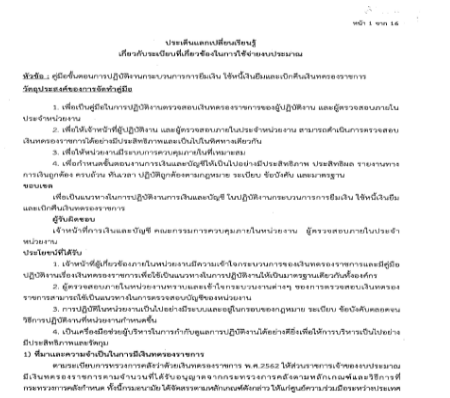 หน้า 1 จาก 16
ประเด็นแลกเปลี่ยนเรียนรู้
เกี่ยวกับระเบียบที่เกี่ยวข้องในการใช้จ่ายงบประมาณ
หัวข้อ : คู่มือขั้นตอนการปฏิบัติงานกระบวนการการยืมเงิน ใช้หนี้เงินยืมและเบิกคืนเงินทดรองราชการ
วัตถุประสงค์ของการจัดทำคู่มือ
1. เพื่อเป็นคู่มือในการปฏิบัติงานตรวจสอบเงินทดรองราชการของผู้ปฏิบัติงาน และผู้ตรวจสอบภายใน
ประจำหน่วยงาน
2. เพื่อให้เจ้าหน้าที่ผู้ปฏิบัติงาน และผู้ตรวจสอบภายในประจำหน่วยงาน สามารถดำเนินการตรวจสอบ
เงินทดรองราชการได้อย่างมีประสิทธิภาพและเป็นไปในทิศทางเดียวกัน
3. เพื่อให้หน่วยงานมีระบบการควบคุมภายในที่เหมาะสม
4. เพื่อกำหนดขั้นตอนงานการเงินและบัญชีให้เป็นไปอย่างมีประสิทธิภาพ ประสิทธิผล รายงานทาง
การเงินถูกต้อง ครบถ้วน ทันเวลา ปฏิบัติถูกต้องตามกฎหมาย ระเบียบ ข้อบังคับ และมาตรฐาน
ขอบเขต
เพื่อเป็นแนวทางในการปฏิบัติงานการเงินและบัญชี ในปฏิบัติงานกระบวนการการยืมเงิน ใช้หนี้เงินยืม
และเบิกคืนเงินทดรองราชการ
ผู้รับผิดชอบ
เจ้าหน้าที่การเงินและบัญชี คณะกรรมการควบคุมภายในหน่วยงาน ผู้ตรวจสอบภายในประจำ
หน่วยงาน
ประโยชน์ที่ได้รับ
1. เจ้าหน้าที่ผู้เกี่ยวข้องภายในหน่วยงานมีความเข้าใจกระบวนการของเงินทดรองราชการและมีคู่มือ
ปฏิบัติงานเรื่องเงินทดรองราชการเพื่อใช้เป็นแนวทางในการปฏิบัติงานให้เป็นมาตรฐานเดียวกันทั้งองค์กร
2. ผู้ตรวจสอบภายในหน่วยงานทราบและเข้าใจกระบวนงานต่างๆ ของการตรวจสอบเงินทดรอง
ราชการสามารถใช้เป็นแนวทางในการตรวจสอบบัญชีของหน่วยงาน
3. การปฏิบัติในหน่วยงานเป็นไปอย่างมีระบบและอยู่ในกรอบของกฎหมาย ระเบียบ ข้อบังคับตลอดจน
วิธีการปฏิบัติงานที่หน่วยงานกำหนดขึ้น
4. เป็นเครื่องมือช่วยผู้บริหารในการกำกับดูแลการปฏิบัติงานได้อย่างดียิ่งเพื่อให้การบริหารเป็นไปอย่าง
มีประสิทธิภาพและรัดกุม
1) ที่มาและความจำเป็นในการมีเงินทดรองราชการ
ตามระเบียบการกระทรวงการคลังว่าด้วยเงินทดรองราชการ พ.ศ.2562 ให้ส่วนราชการเจ้าของงบประมาณ
มีเงินทดรองราชการตามจำนวนที่ได้รับอนุญาตจากกระทรวงการคลังตามหลักเกณฑ์และวิธีการที่
กระทรวงการคลังกำหนด ทั้งนี้กรมอนามัย ได้จัดสรรตามหลักเกณฑ์ดังกล่าว ให้แก่ศูนย์ความร่วมมือระหว่างประเทศ